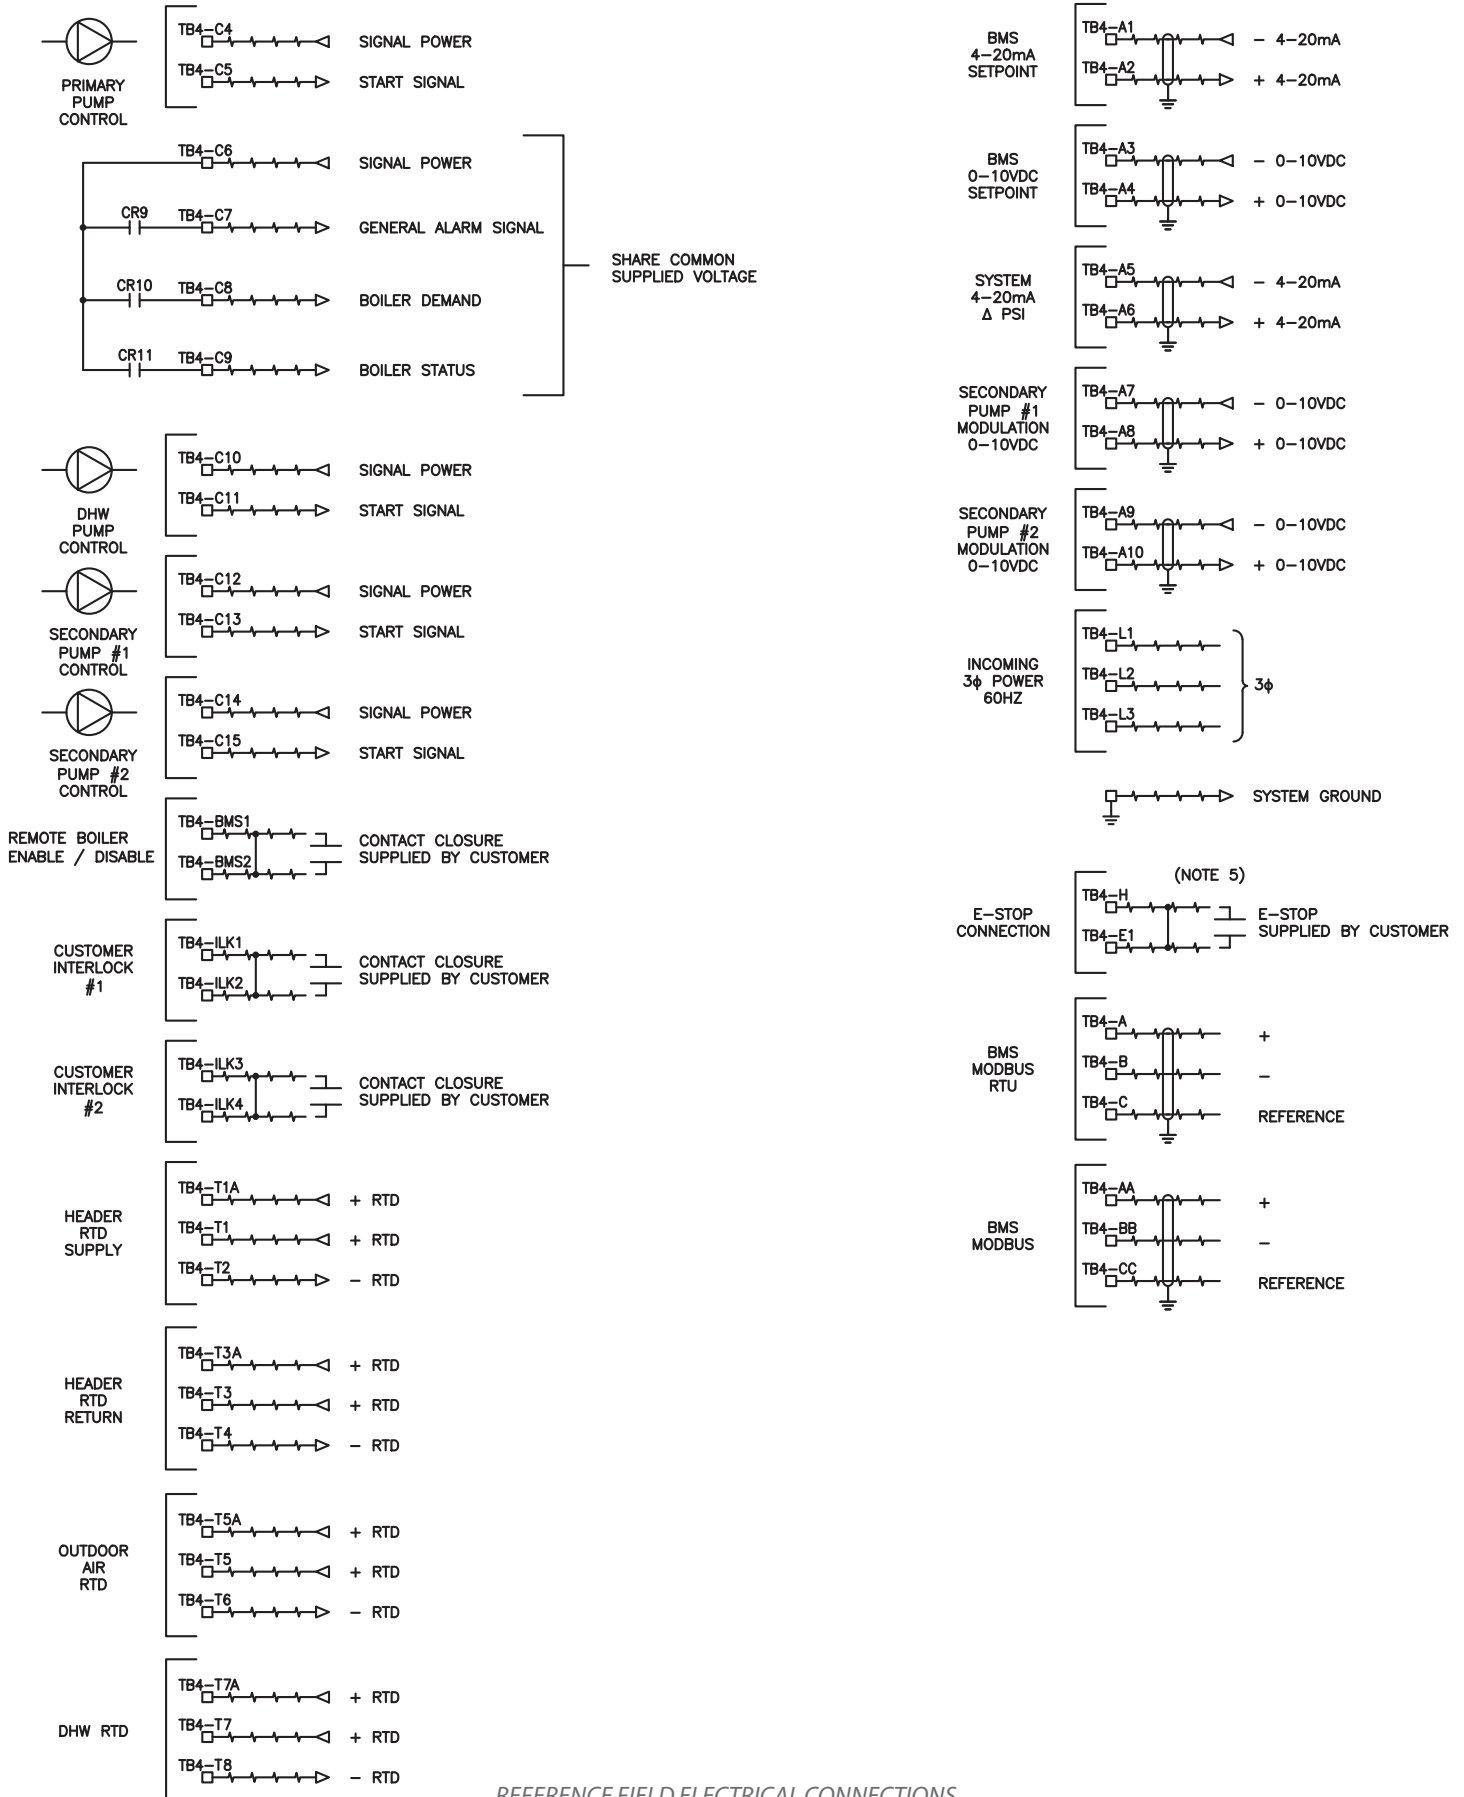 TB4-C4
SIGNAL POWER
TB4-C5
START SIGNAL
PRIMARY
PUMP
CONTROL
TB4-C6
SIGNAL POWER
CR9
TB4-C7
GENERAL ALARM SIGNAL
SHARE COMMON
SUPPLIED VOLTAGE
CR10
TB4-C8
BOILER DEMAND
CR11
TB4-C9
BOILER STATUS
TB4-C10
SIGNAL POWER
TB4-C11
START SIGNAL
DHW
PUMP
CONTROL
TB4-C12
SIGNAL POWER
TB4-C13
START SIGNAL
SECONDARY
PUMP #1
CONTROL
TB4-C14
SIGNAL POWER
TB4-C15
START SIGNAL
SECONDARY
PUMP #2
CONTROL
REMOTE BOILER
ENABLE / DISABLE
TB4-BMS1
TB4-BMS2
CONTACT CLOSURE
SUPPLIED BY CUSTOMER
CUSTOMER
INTERLOCK
#1
TB4-ILK1
TB4-ILK2
CONTACT CLOSURE
SUPPLIED BY CUSTOMER
CUSTOMER
INTERLOCK
#2
TB4-ILK3
TB4-ILK4
CONTACT CLOSURE
SUPPLIED BY CUSTOMER
HEADER
RTD
SUPPLY
TB4-T1A
+ RTD
TB4-T1
+ RTD
TB4-T2
- RTD
HEADER
RTD
RETURN
TB4-T3A
+ RTD
TB4-T3
+ RTD
TB4-T4
- RTD
OUTDOOR
AIR
RTD
TB4-T5A
+ RTD
TB4-T5
+ RTD
TB4-T6
- RTD
DHW RTD
TB4-T7A
+ RTD
TB4-T7
+ RTD
TB4-T8
- RTD
BMS
4-20mA
SETPOINT
TB4-A1
- 4-20mA
TB4-A2
+ 4-20mA
BMS
0-10VDC
SETPOINT
TB4-A3
- 0-10VDC
TB4-A4
+ 0-10VDC
SYSTEM
4-20mA
Δ PSI
TB4-A5
- 4-20mA
TB4-A6
+ 4-20mA
SECONDARY
PUMP #1
MODULATION
0-10VDC
TB4-A7
- 0-10VDC
TB4-A8
+ 0-10VDC
SECONDARY
PUMP #2
MODULATION
0-10VDC
TB4-A9
- 0-10VDC
TB4-A10
+ 0-10VDC
INCOMING
3ϕ POWER
60HZ
TB4-L1
TB4-L2
TB4-L3
3ϕ
SYSTEM GROUND
(NOTE 5)
E-STOP
CONNECTION
TB4-H
TB4-E1
E-STOP
SUPPLIED BY CUSTOMER
BMS
MODBUS
RTU
TB4-A
+
TB4-B
-
TB4-C
REFERENCE
BMS
MODBUS
TB4-AA
+
TB4-BB
-
TB4-CC
REFERENCE
REFERENCE FIELD ELECTRICAL CONNECTIONS